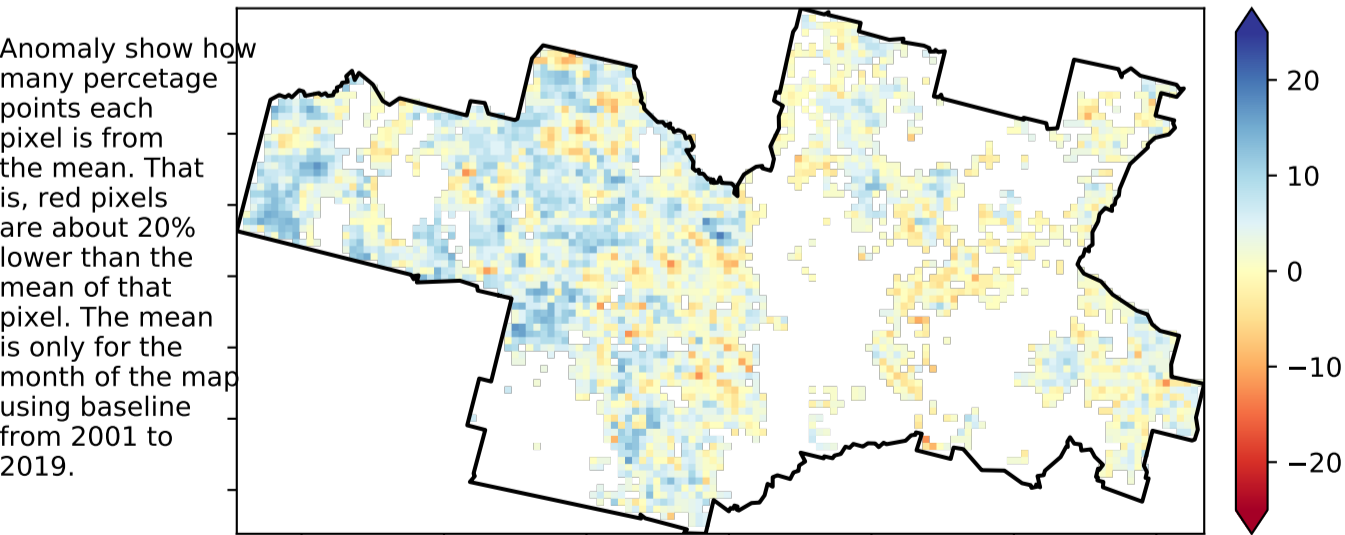 Anomaly show how
many percetage
points each
pixel is from
the mean. That
is, red pixels
are about 20%
lower than the
mean of that
pixel. The mean
is only for the
month of the map
using baseline
from 2001 to
2019.
20
10
0
−10
−20